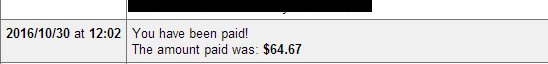 2016/10/30 at 12:02
You have been paid!
The amount paid was: $64.67